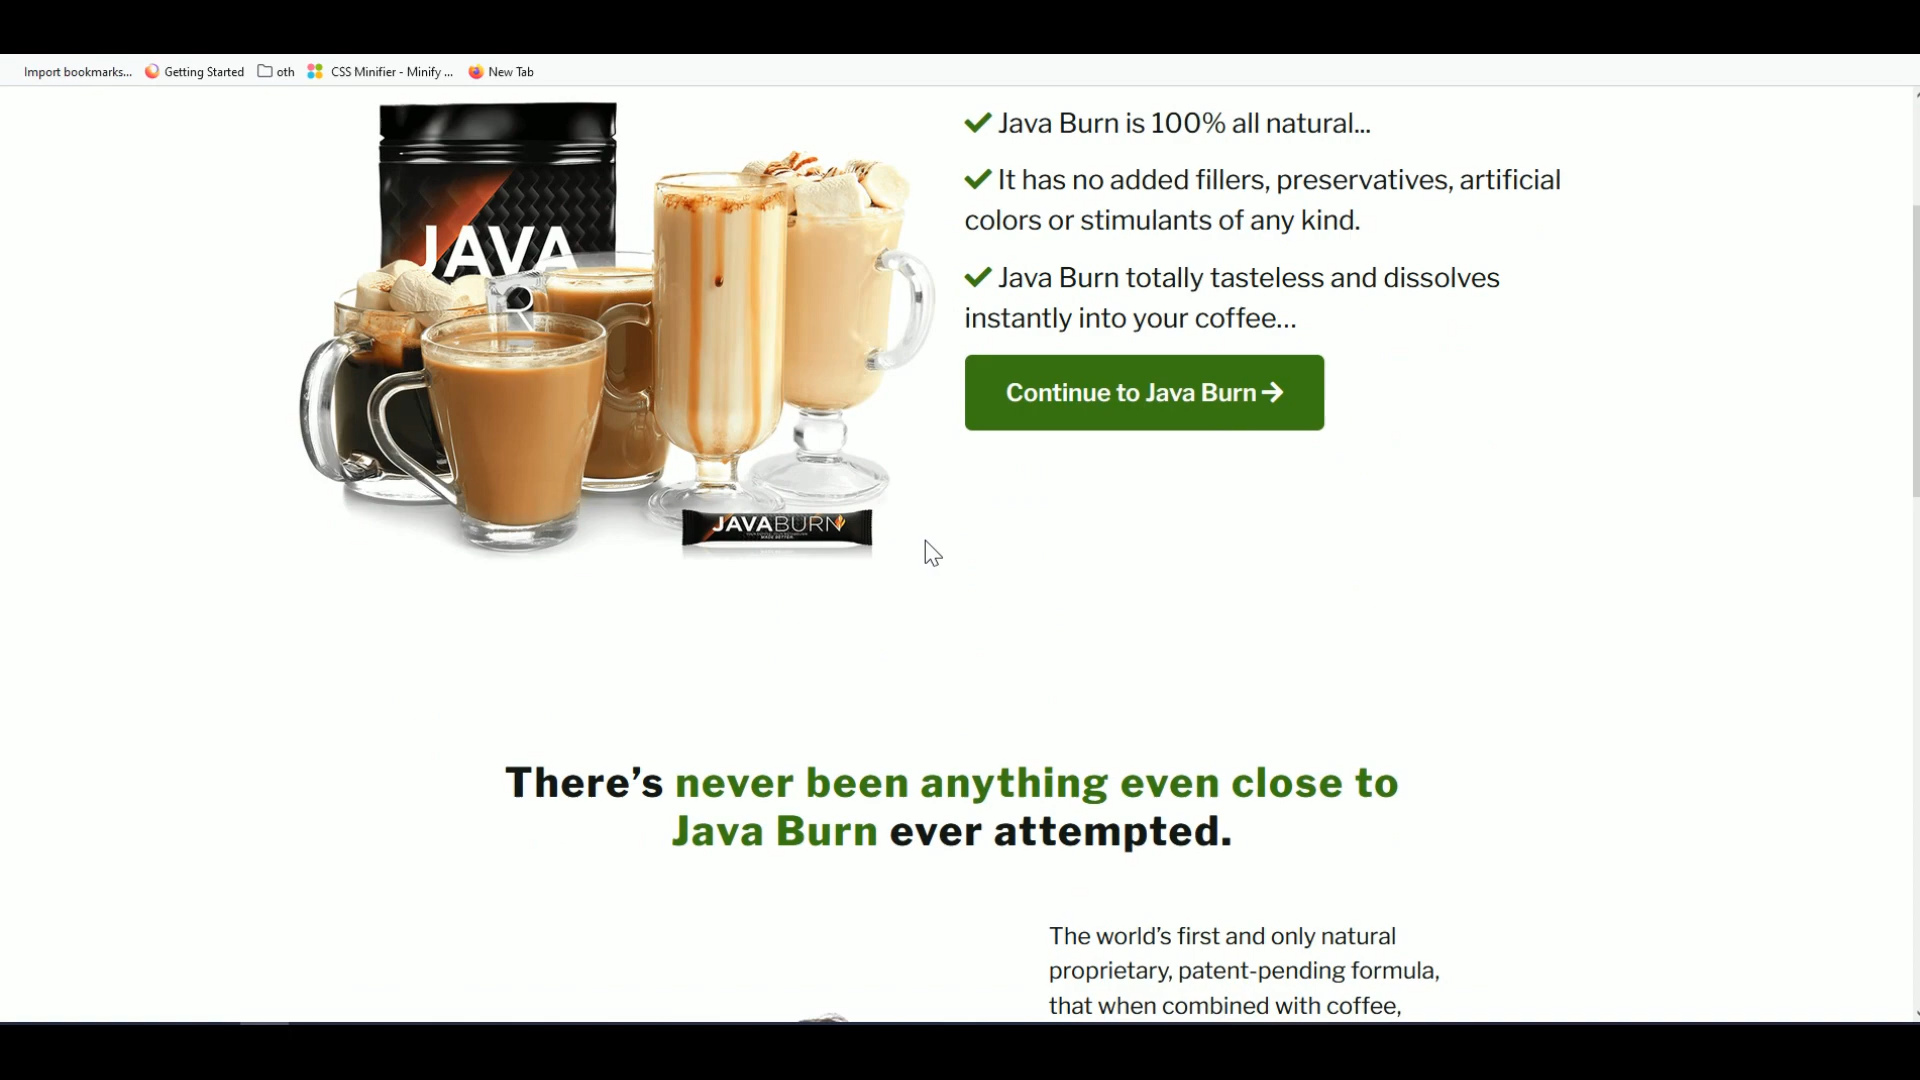 Import bookmarks... Getting Started oth CSS Minifier - Minify ... New Tab
JAVA
Java Burn is 100% all natural...
It has no added fillers, preservatives, artificial
colors or stimulants of any kind.
Java Burn totally tasteless and dissolves
instantly into your coffee...
Continue to Java Burn
JAVABURN
There's never been anything even close to
Java Burn ever attempted.
The world's first and only natural
proprietary, patent-pending formula,
that when combined with coffee,